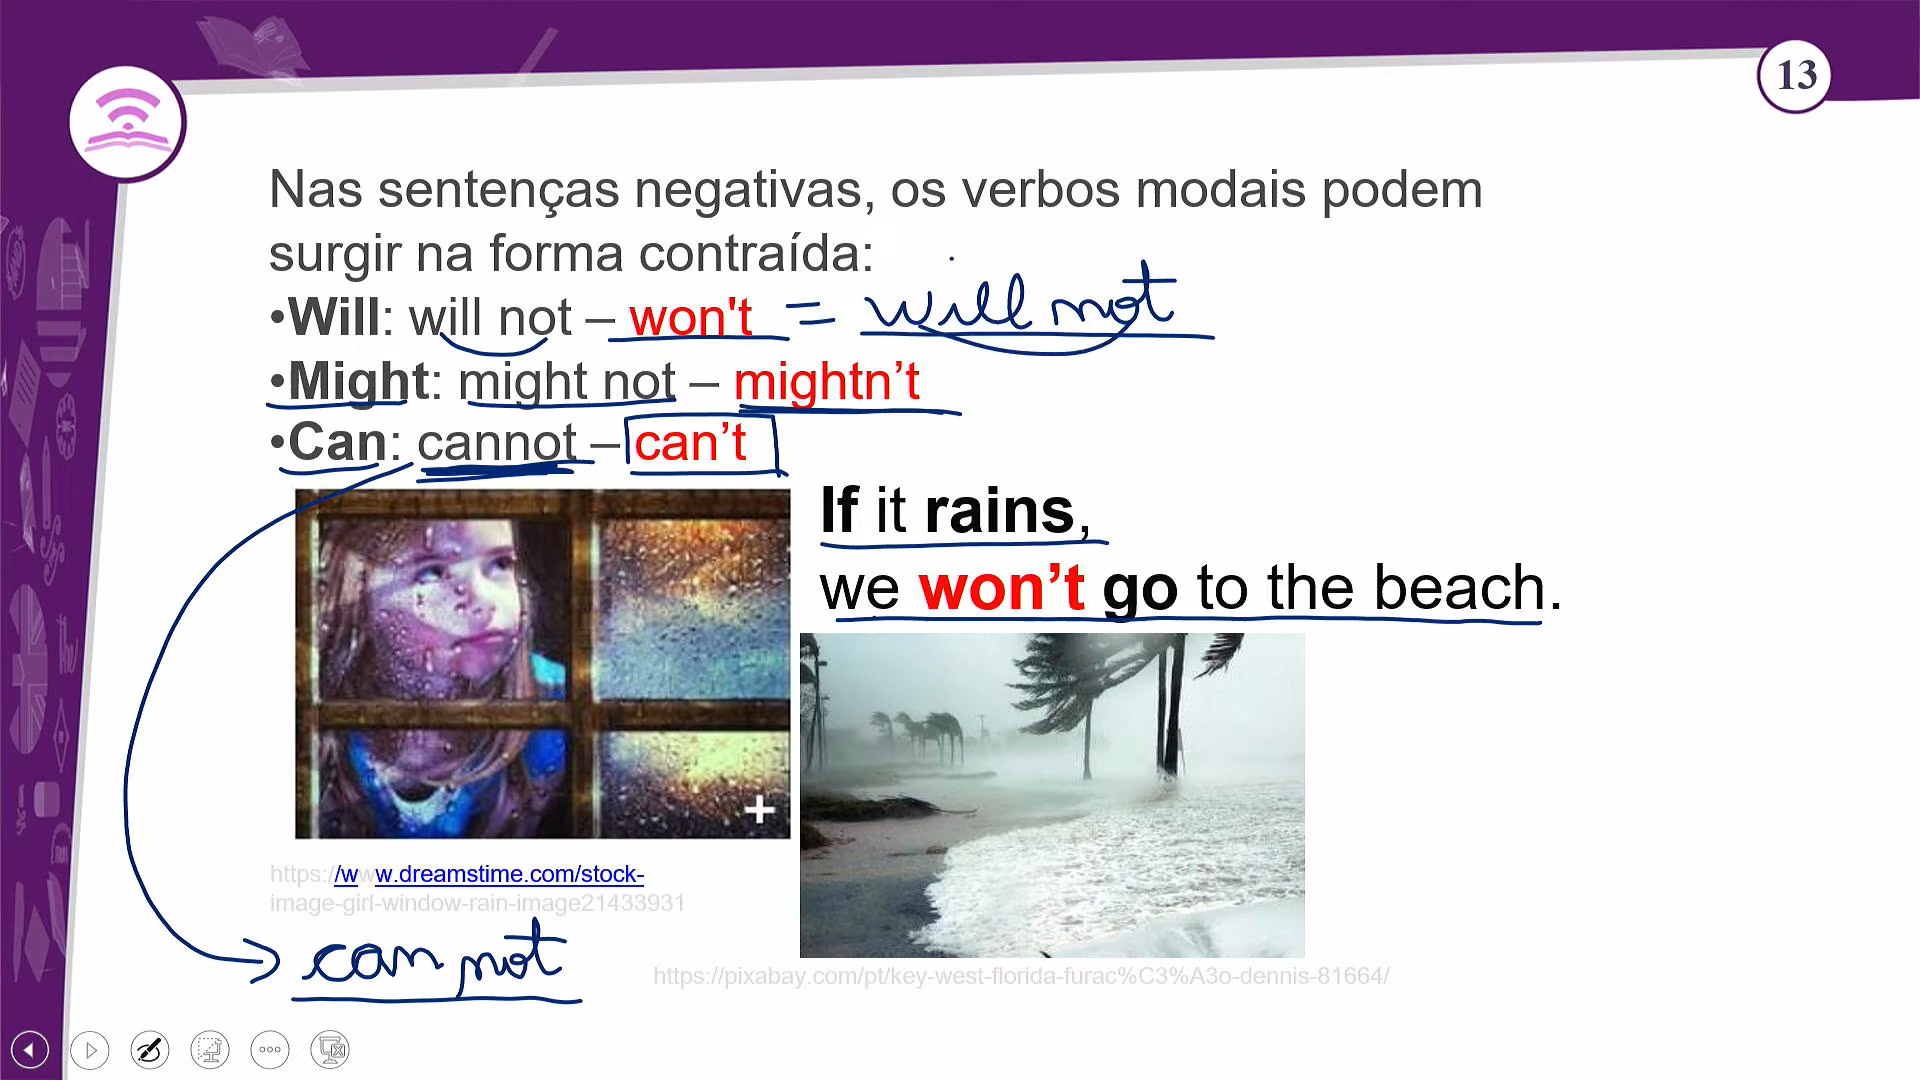 13
Nas sentenças negativas, os verbos modais podem
surgir na forma contraída:
•Will: will not – won't = will not
•Might: might not – mightn’t
•Can: cannot – can’t
If it rains,
we won’t go to the beach.
https://www.dreamstime.com/stock-
image-girl-window-rain-image21433931
can not
https://pixabay.com/pt/key-west-florida-furac%C3%A3o-dennis-81664/